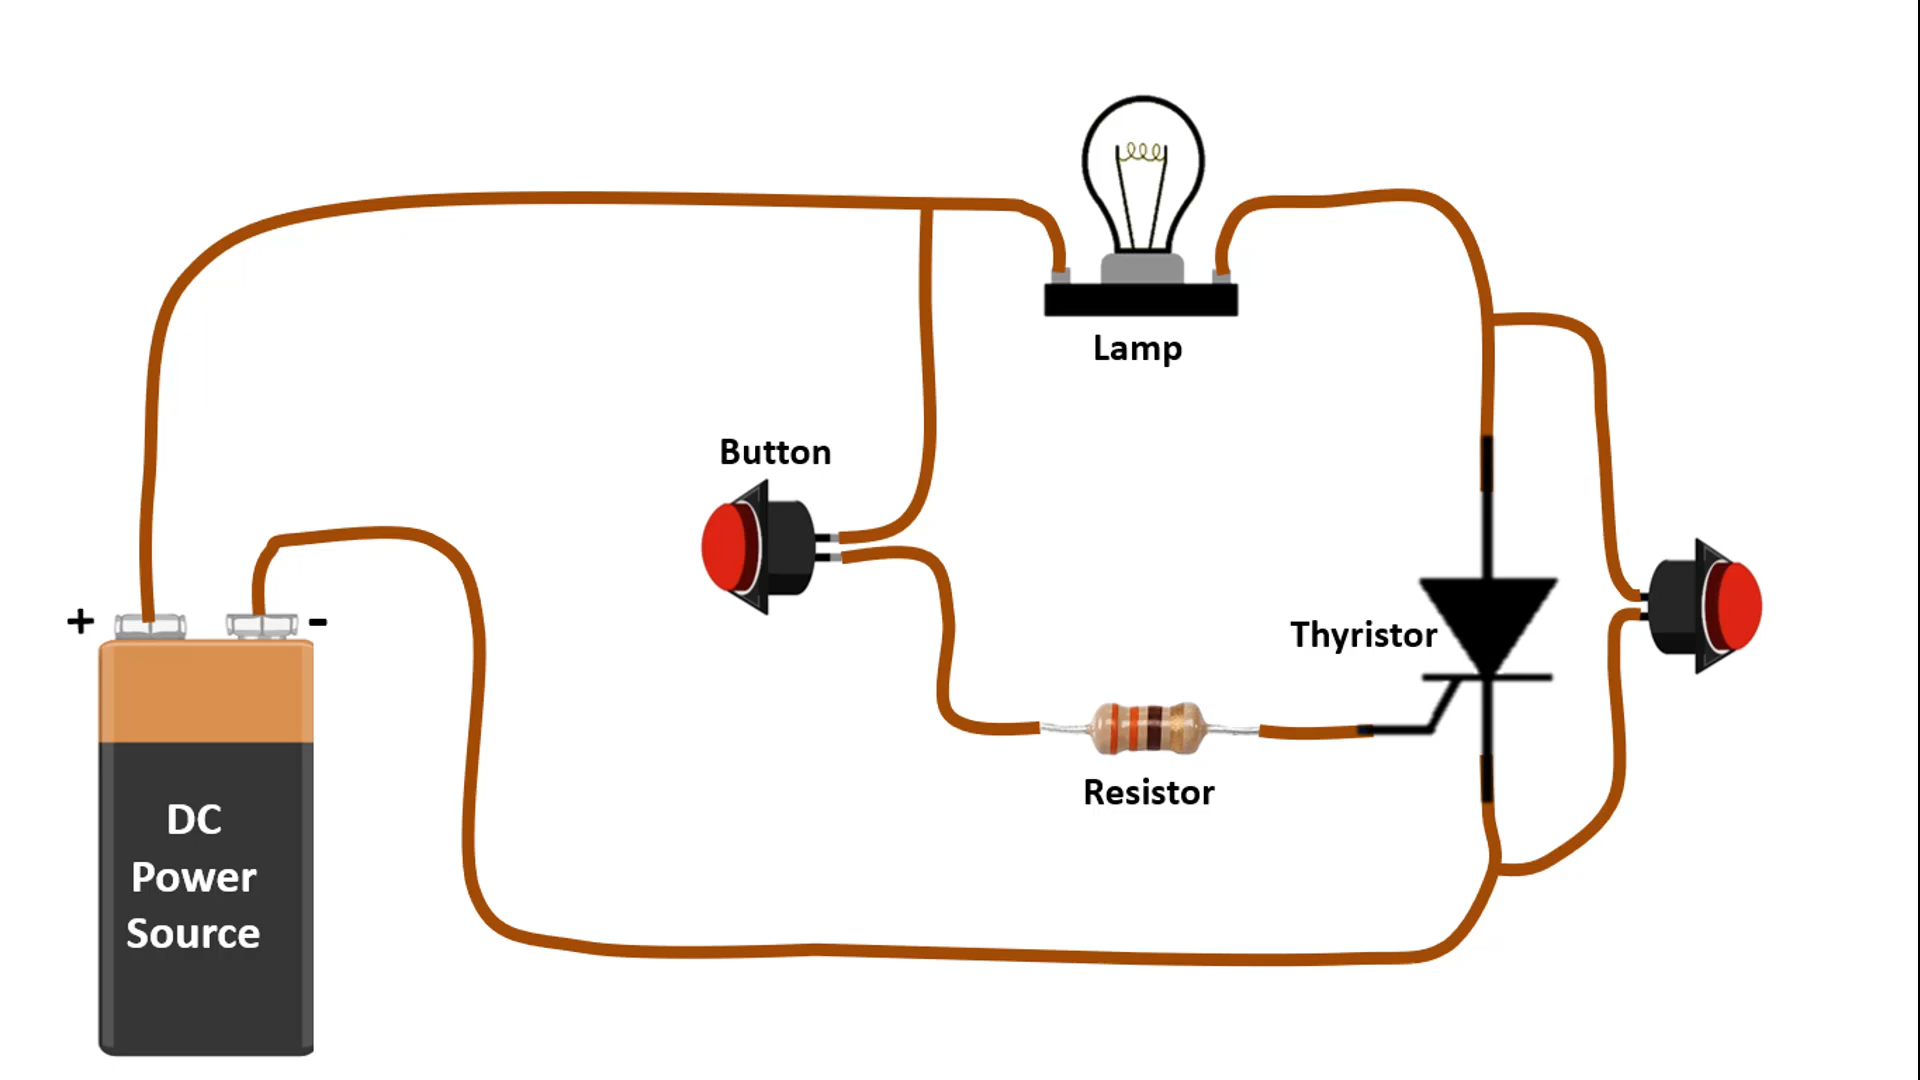 Lamp
Button
+
-
Thyristor
Resistor
DC
Power
Source